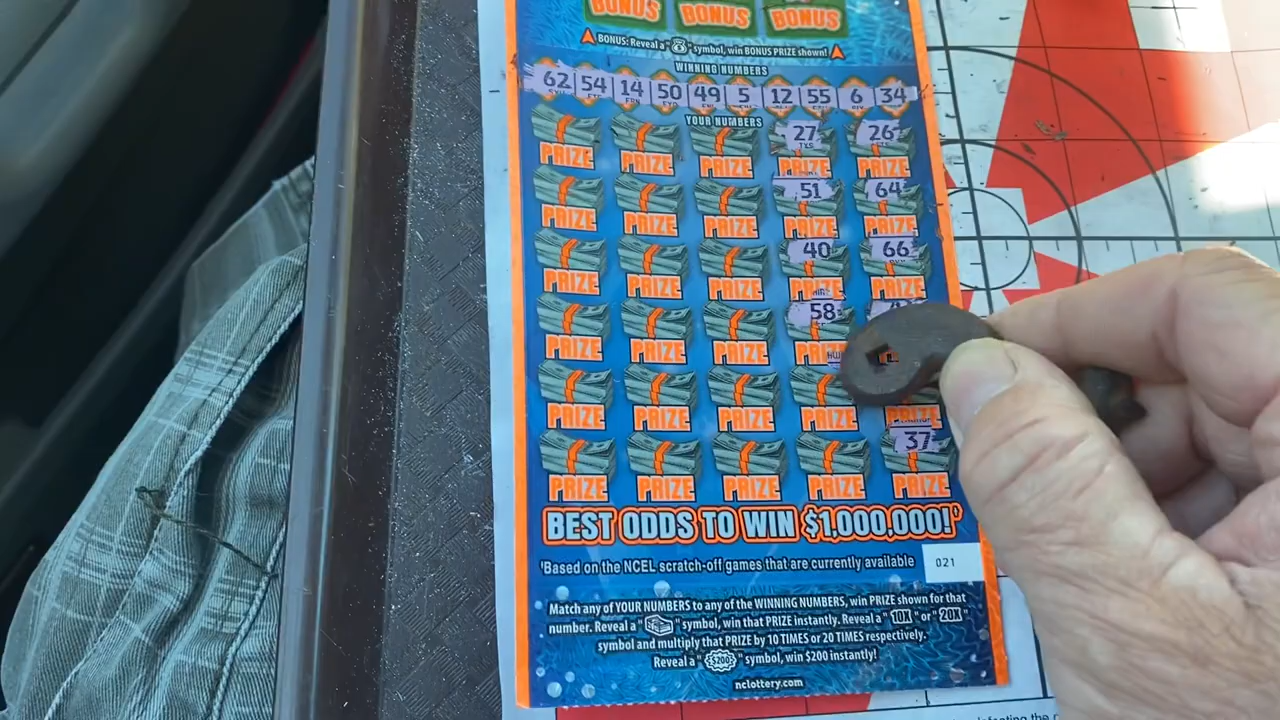 BONUS BONUS BONUS
BONUS: Reveal a " " symbol, win BONUS PRIZE shown!
WINNING NUMBERS
62 54 14 50 49 5 12 55 6 34
YOUR NUMBERS
27 26
PRIZE PRIZE PRIZE PRIZE PRIZE
51 64
PRIZE PRIZE PRIZE PRIZE PRIZE
40 66
PRIZE PRIZE PRIZE PRIZE PRIZE
58
PRIZE PRIZE PRIZE
PRIZE PRIZE PRIZE PRIZE PRIZE
37
PRIZE PRIZE PRIZE PRIZE PRIZE
BEST ODDS TO WIN $1,000,000!†
†Based on the NCEL scratch-off games that are currently available
021
Match any of YOUR NUMBERS to any of the WINNING NUMBERS, win PRIZE shown for that
number. Reveal a " " symbol, win that PRIZE instantly. Reveal a "10X" or "20X"
symbol and multiply that PRIZE by 10 TIMES or 20 TIMES respectively.
Reveal a "$200" symbol, win $200 instantly!
nclottery.com